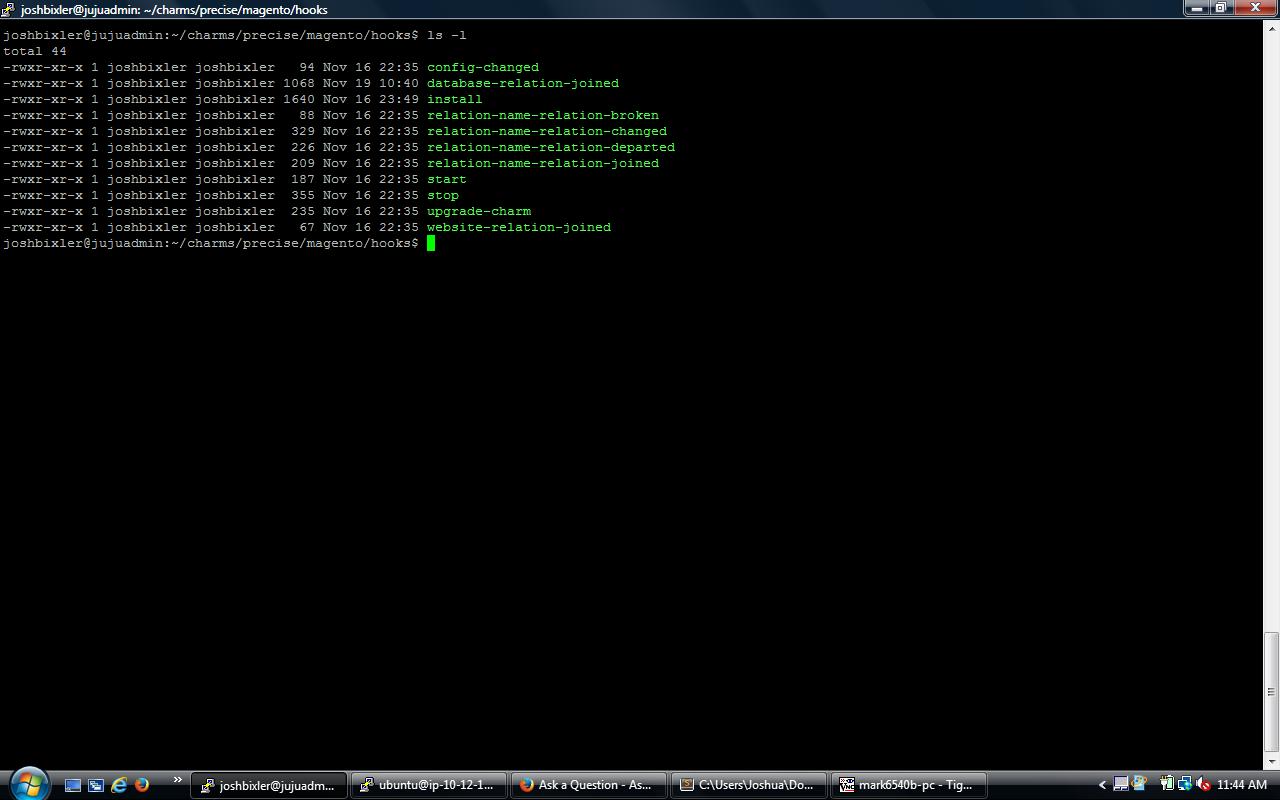 joshbixler@jujuadmin: ~/charms/precise/magento/hooks
joshbixler@jujuadmin:~/charms/precise/magento/hooks$ ls -l
total 44
-rwxr-xr-x 1 joshbixler joshbixler   94 Nov 16 22:35 config-changed
-rwxr-xr-x 1 joshbixler joshbixler 1068 Nov 19 10:40 database-relation-joined
-rwxr-xr-x 1 joshbixler joshbixler 1640 Nov 16 23:49 install
-rwxr-xr-x 1 joshbixler joshbixler   88 Nov 16 22:35 relation-name-relation-broken
-rwxr-xr-x 1 joshbixler joshbixler  329 Nov 16 22:35 relation-name-relation-changed
-rwxr-xr-x 1 joshbixler joshbixler  226 Nov 16 22:35 relation-name-relation-departed
-rwxr-xr-x 1 joshbixler joshbixler  209 Nov 16 22:35 relation-name-relation-joined
-rwxr-xr-x 1 joshbixler joshbixler  187 Nov 16 22:35 start
-rwxr-xr-x 1 joshbixler joshbixler  355 Nov 16 22:35 stop
-rwxr-xr-x 1 joshbixler joshbixler  235 Nov 16 22:35 upgrade-charm
-rwxr-xr-x 1 joshbixler joshbixler   67 Nov 16 22:35 website-relation-joined
joshbixler@jujuadmin:~/charms/precise/magento/hooks$
joshbixler@jujuadm... ubuntu@ip-10-12-1... Ask a Question - As... C:\Users\Joshua\Do... mark6540b-pc - Tig... 11:44 AM